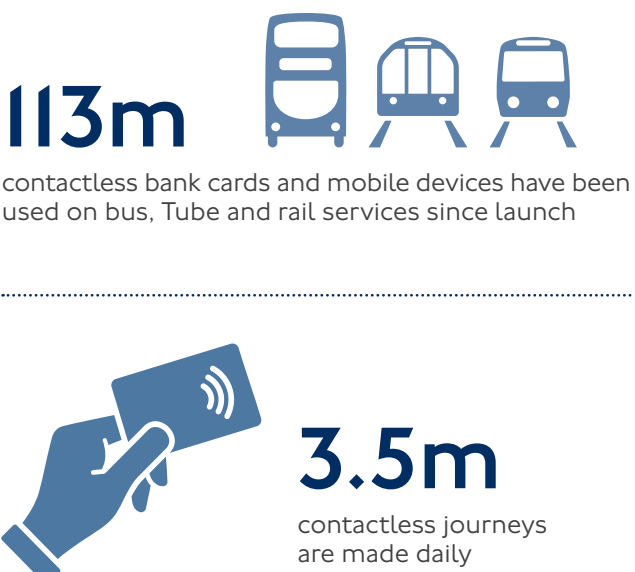 113m
contactless bank cards and mobile devices have been
used on bus, Tube and rail services since launch
3.5m
contactless journeys
are made daily